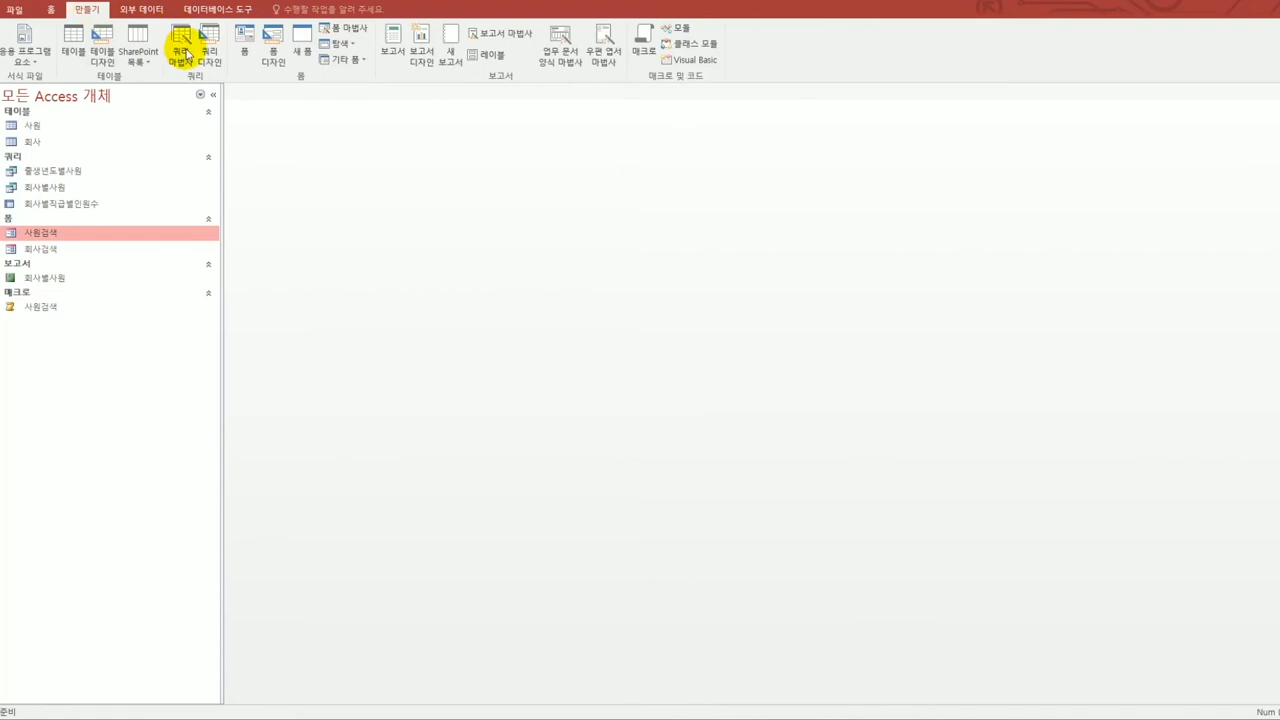 파일 홈 만들기 외부 데이터 데이터베이스 도구 수행할 작업을 알려 주세요.
응용 프로그램 요소
테이블
테이블 디자인
SharePoint 목록
쿼리 마법사
쿼리 디자인
폼
폼 디자인
새 폼
폼 마법사
탐색
기타 폼
보고서
보고서 디자인
새 보고서
보고서 마법사
레이블
업무 문서 양식 마법사
우편 엽서 마법사
매크로
모듈
클래스 모듈
Visual Basic
서식 파일 테이블 쿼리 폼 보고서 매크로 및 코드
모든 Access 개체
테이블
사원
회사
쿼리
출생년도별사원
회사별사원
회사별직급별인원수
폼
사원검색
회사검색
보고서
회사별사원
매크로
사원검색
준비
Num